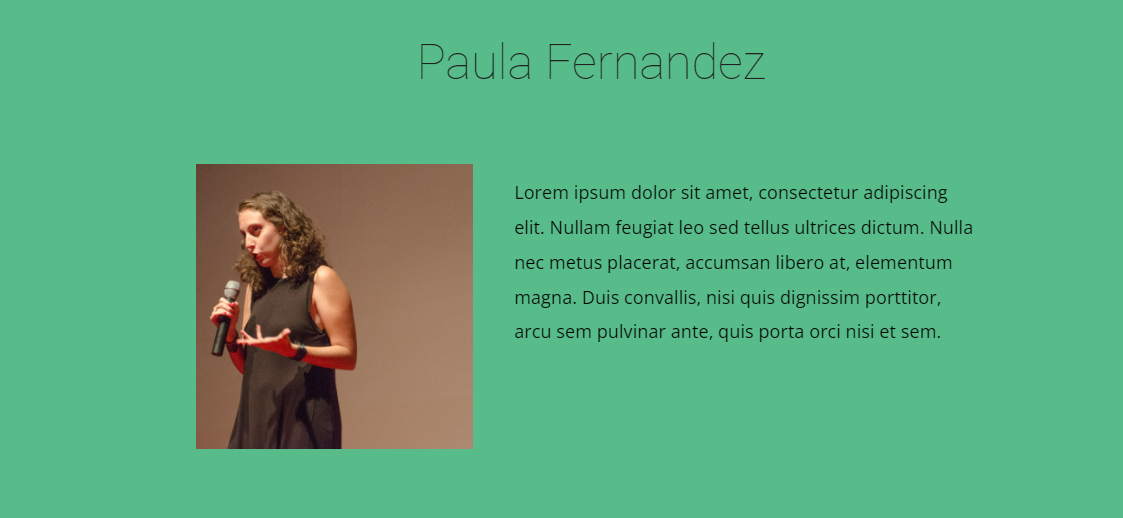 Paula Fernandez
Lorem ipsum dolor sit amet, consectetur adipiscing
elit. Nullam feugiat leo sed tellus ultrices dictum. Nulla
nec metus placerat, accumsan libero at, elementum
magna. Duis convallis, nisi quis dignissim porttitor,
arcu sem pulvinar ante, quis porta orci nisi et sem.